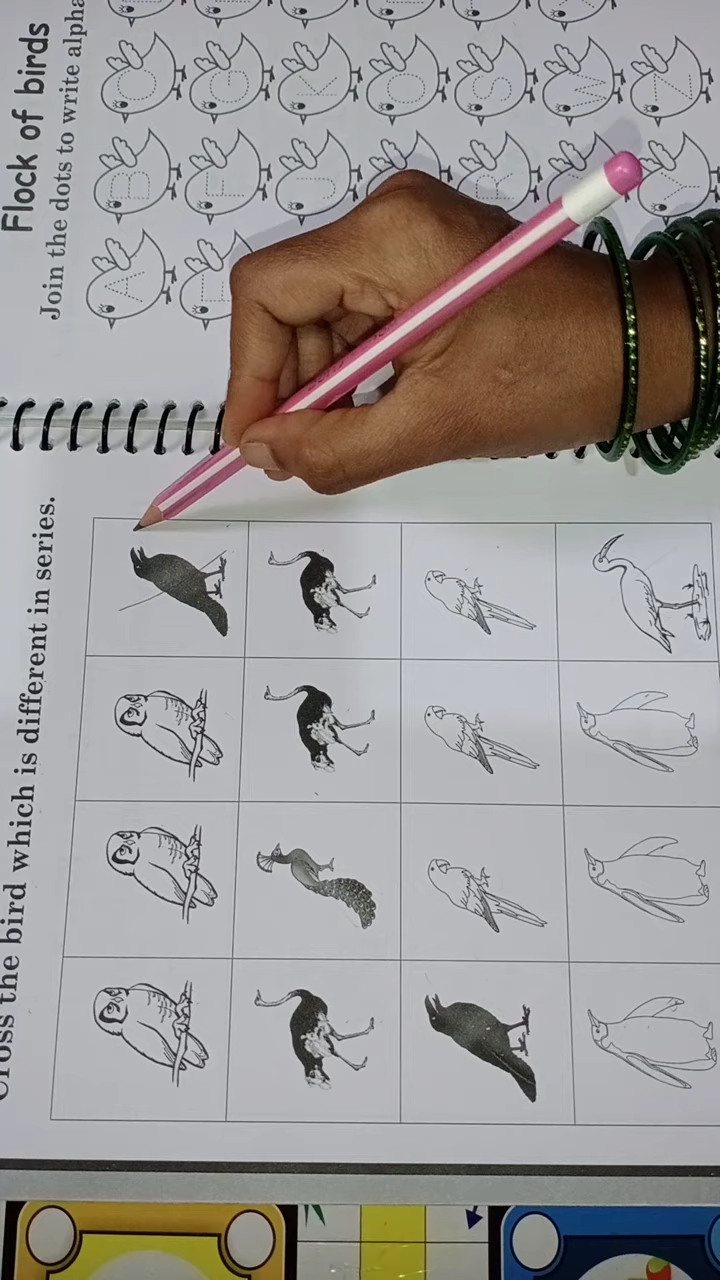 Cross the bird which is different in series.
Flock of birds
Join the dots to write alpha
A B C
F G
J K
O
R S
W
Y Z